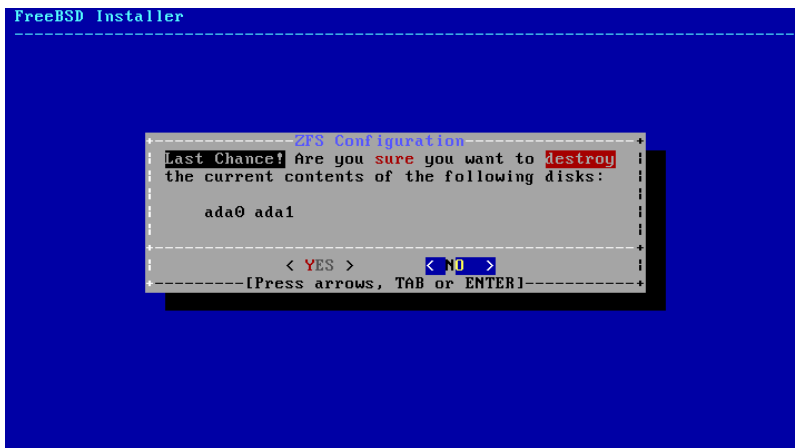 FreeBSD Installer
ZFS Configuration
Last Chance! Are you sure you want to destroy
the current contents of the following disks:
ada0 ada1
< YES > < NO >
[Press arrows, TAB or ENTER]